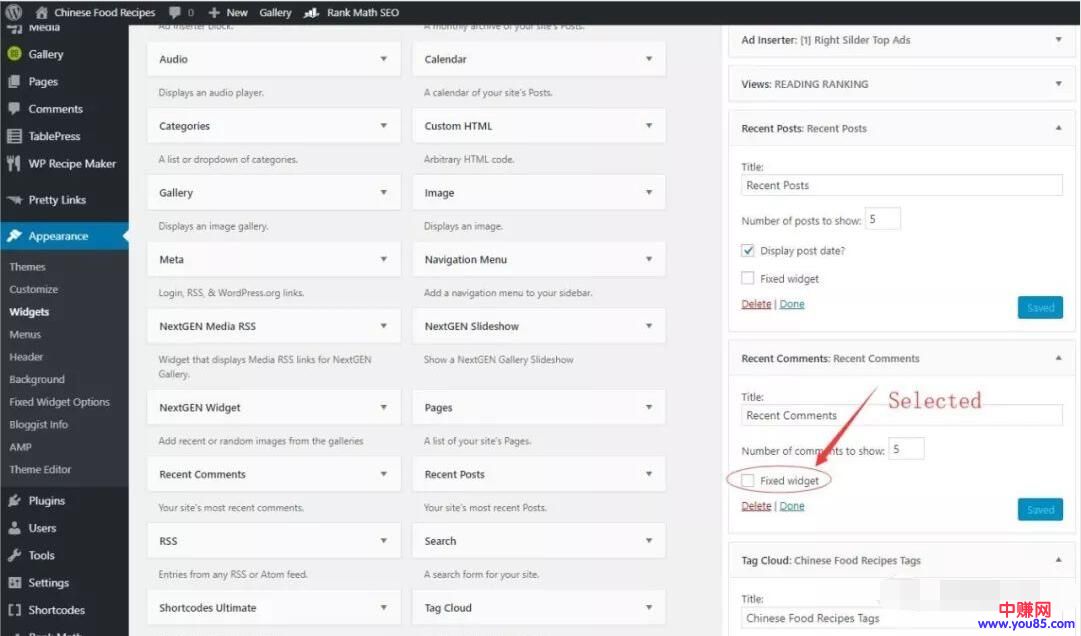 Chinese Food Recipes 0 New Gallery Rank Math SEO
Media
Gallery
Pages
Comments
TablePress
WP Recipe Maker
Pretty Links
Appearance
Themes
Customize
Widgets
Menus
Header
Background
Fixed Widget Options
Bloggist Info
AMP
Theme Editor
Plugins
Users
Tools
Settings
Shortcodes
Rank Math
Ad Inserter block.
Audio
Displays an audio player.
Categories
A list or dropdown of categories.
Gallery
Displays an image gallery.
Meta
Login, RSS, & WordPress.org links.
NextGEN Media RSS
Widget that displays Media RSS links for NextGEN
Gallery.
NextGEN Widget
Add recent or random images from the galleries
Recent Comments
Your site's most recent comments.
RSS
Entries from any RSS or Atom feed.
Shortcodes Ultimate
A monthly archive of your site's Posts.
Calendar
A calendar of your site's Posts.
Custom HTML
Arbitrary HTML code.
Image
Displays an image.
Navigation Menu
Add a navigation menu to your sidebar.
NextGEN Slideshow
Show a NextGEN Gallery Slideshow
Pages
A list of your site's Pages.
Recent Posts
Your site's most recent Posts.
Search
A search form for your site.
Tag Cloud
Ad Inserter: [1] Right Silder Top Ads
Views: READING RANKING
Recent Posts: Recent Posts
Title:
Recent Posts
Number of posts to show: 5
Display post date?
Fixed widget
Delete | Done
Saved
Recent Comments: Recent Comments
Title:
Selected
Recent Comments
Number of comments to show: 5
Fixed widget
Delete | Done
Saved
Tag Cloud: Chinese Food Recipes Tags
Title:
Chinese Food Recipes Tags
中赚网
www.you85.com